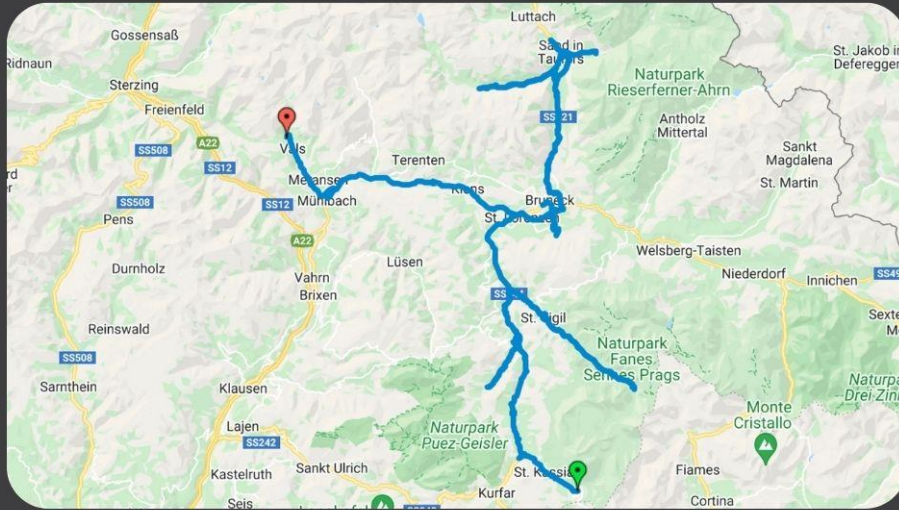 Luttach
Gossensaß
Ridnaun
Sand in
Taufers
St. Jakob in
Defereggen
Naturpark
Rieserferner-Ahrn
Sterzing
Freienfeld
SS621
Antholz
Mittertal
A22
SS508
SS12
Vals
Terenten
Sankt
Magdalena
St. Martin
Meransen
Mühlbach
Kiens
Bruneck
SS508
SS12
St. Lorenzen
Pens
A22
Welsberg-Taisten
Lüsen
Durnholz
Vahrn
Brixen
Niederdorf
Innichen
SS49
SS244
St. Vigil
Reinswald
Naturpark
Fanes
Sennes Prags
SS508
Sarnthein
Klausen
Monte
Cristallo
Lajen
SS242
Naturpark
Puez-Geisler
Kastelruth
Sankt Ulrich
St. Kassian
Fiames
Kurfar
Seis
Cortina